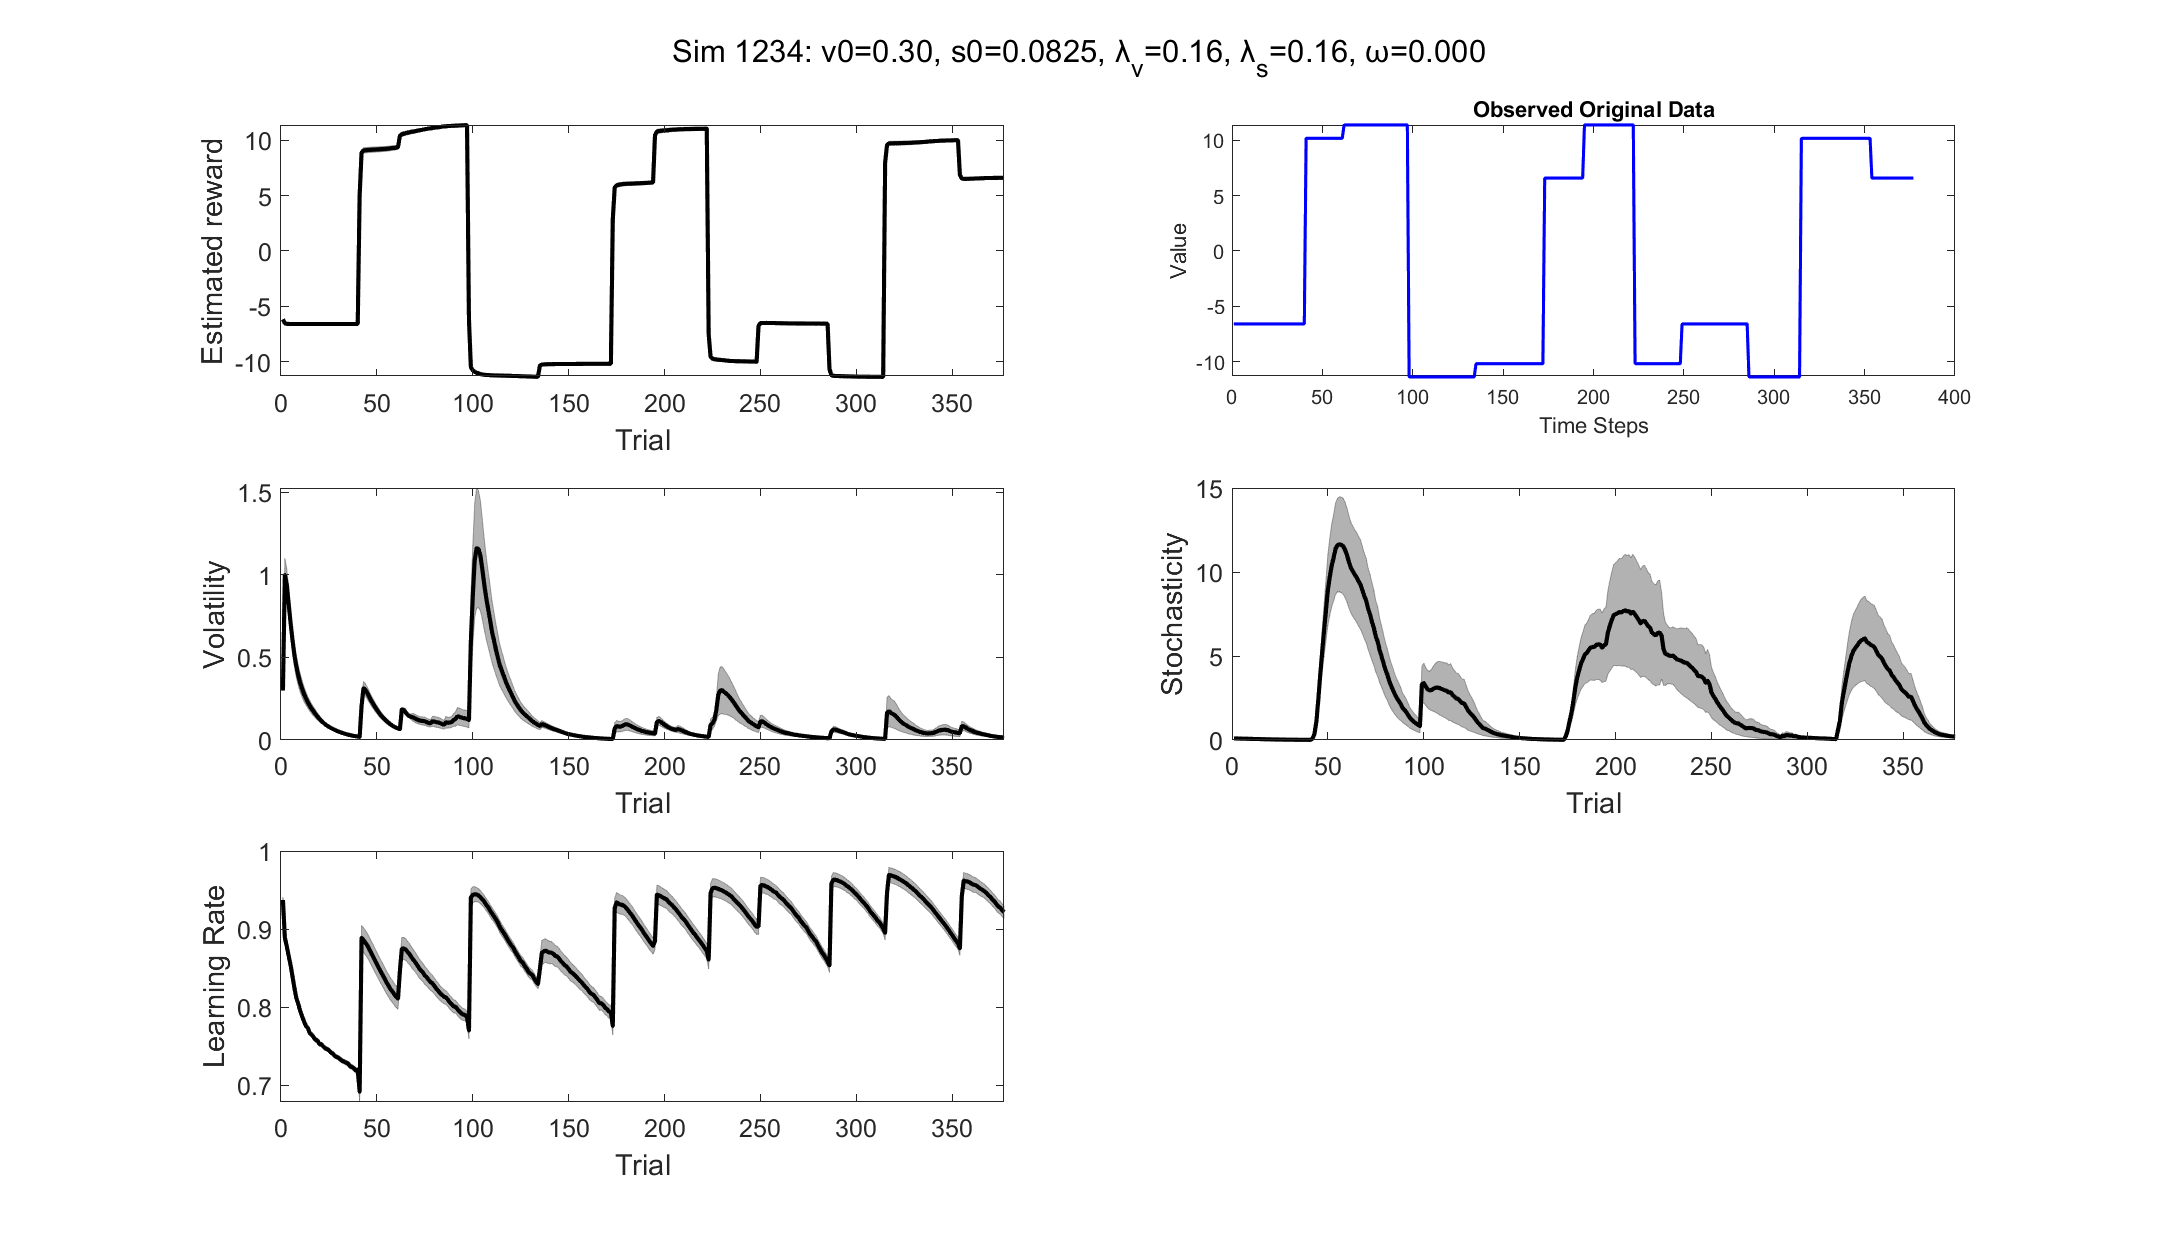 Sim 1234: v0=0.30, s0=0.0825, λ_v=0.16, λ_s=0.16, ω=0.000
Estimated reward
10
5
0
-5
-10
0 50 100 150 200 250 300 350
Trial
Observed Original Data
Value
10
5
0
-5
-10
0 50 100 150 200 250 300 350 400
Time Steps
Volatility
1.5
1
0.5
0
0 50 100 150 200 250 300 350
Trial
Stochasticity
15
10
5
0
0 50 100 150 200 250 300 350
Trial
Learning Rate
1
0.9
0.8
0.7
0 50 100 150 200 250 300 350
Trial